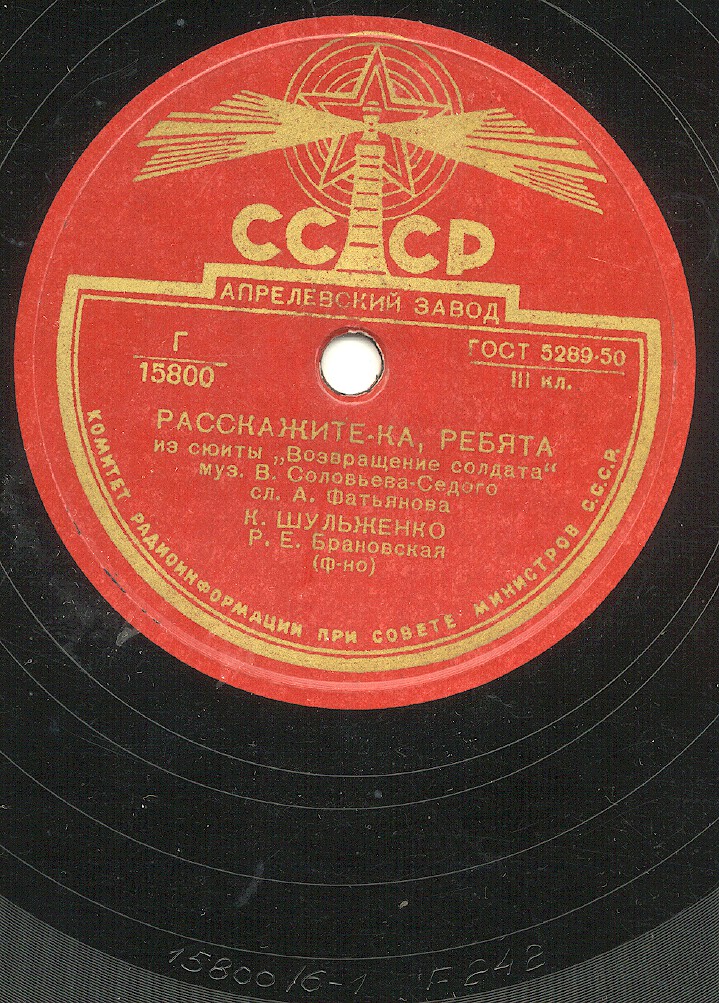 СССР
АПРЕЛЕВСКИЙ ЗАВОД
Г
15800
ГОСТ 5289-50
III КЛ.
РАССКАЖИТЕ-КА, РЕБЯТА
из сюиты „Возвращение солдата“
муз. В. Соловьева-Седого
сл. А. Фатьянова
К. ШУЛЬЖЕНКО
Р. Е. Брановская
(ф-но)
КОМИТЕТ РАДИОИНФОРМАЦИИ ПРИ СОВЕТЕ МИНИСТРОВ С.С.С.Р.
15800/6-1 F 242